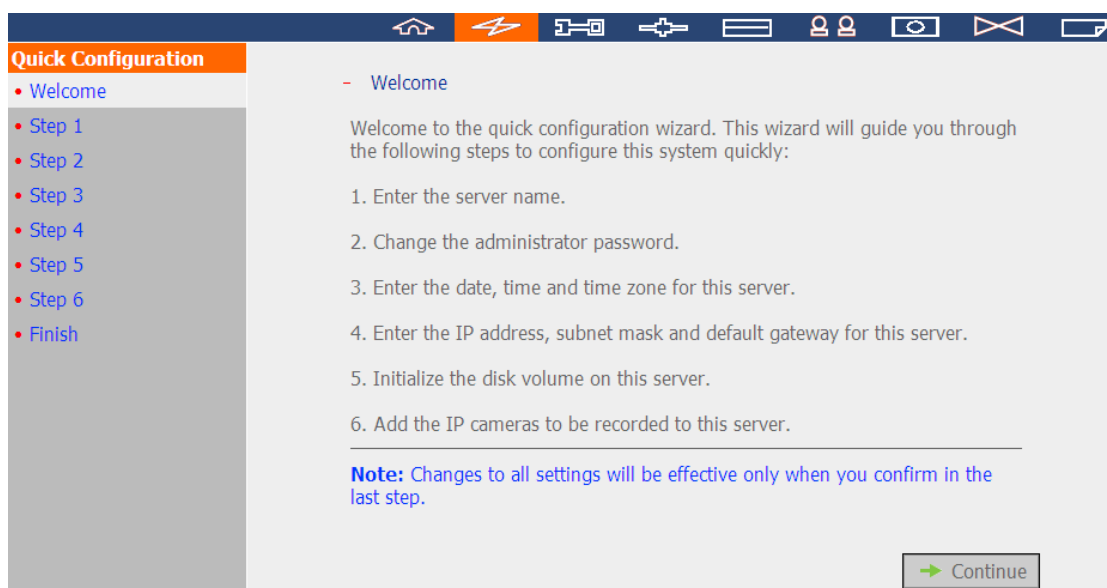 Quick Configuration
• Welcome
• Step 1
• Step 2
• Step 3
• Step 4
• Step 5
• Step 6
• Finish
- Welcome
Welcome to the quick configuration wizard. This wizard will guide you through
the following steps to configure this system quickly:
1. Enter the server name.
2. Change the administrator password.
3. Enter the date, time and time zone for this server.
4. Enter the IP address, subnet mask and default gateway for this server.
5. Initialize the disk volume on this server.
6. Add the IP cameras to be recorded to this server.
Note: Changes to all settings will be effective only when you confirm in the
last step.
Continue